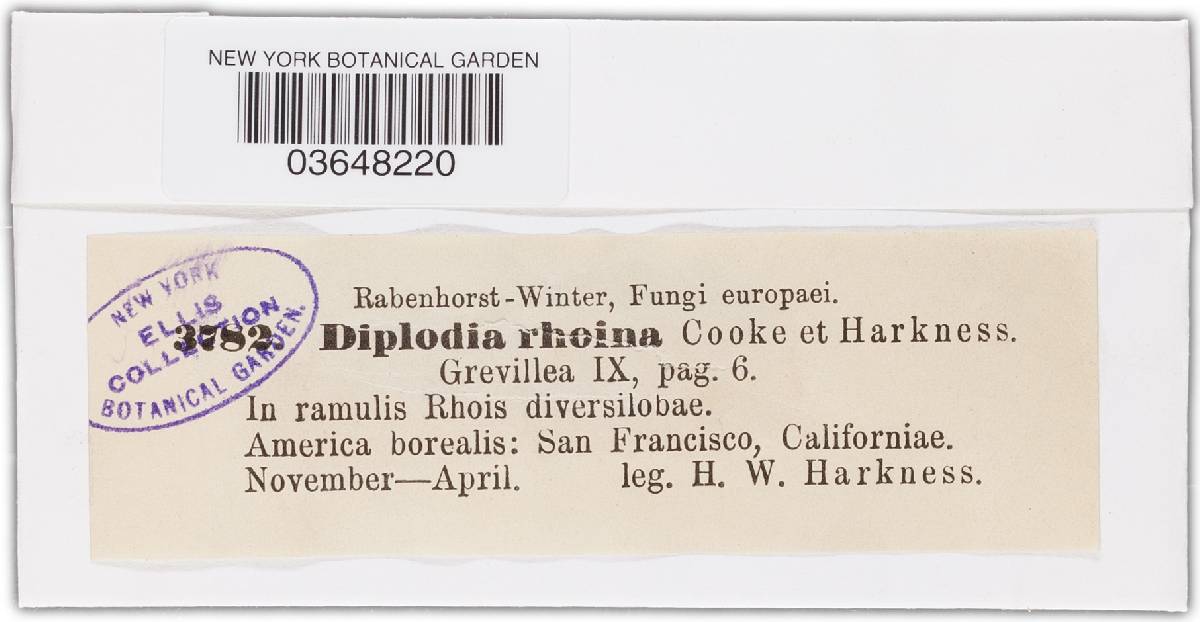 NEW YORK BOTANICAL GARDEN
03648220
NEW YORK
ELLIS
COLLECTION
BOTANICAL GARDEN.
Rabenhorst-Winter, Fungi europaei.
3782. Diplodia rhoina Cooke et Harkness.
Grevillea IX, pag. 6.
In ramulis Rhois diversilobae.
America borealis: San Francisco, Californiae.
November—April. leg. H. W. Harkness.